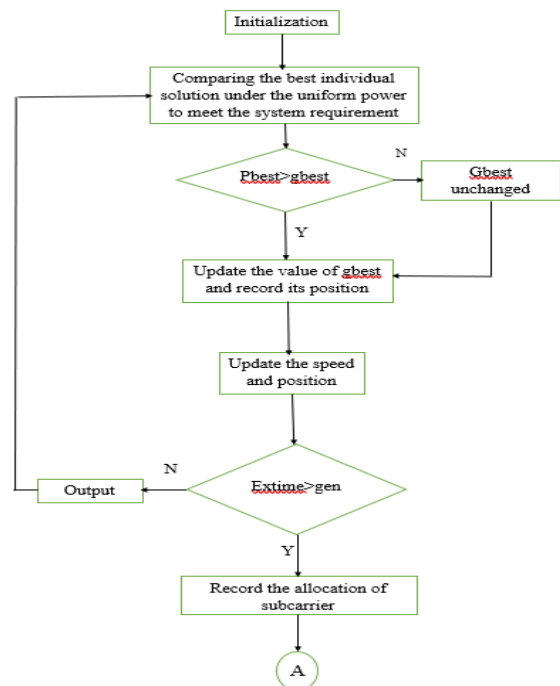 Initialization
Comparing the best individual
solution under the uniform power
to meet the system requirement
Pbest>gbest
N
Gbest
unchanged
Y
Update the value of gbest
and record its position
Update the speed
and position
N
Output
Extime>gen
Y
Record the allocation of
subcarrier
A